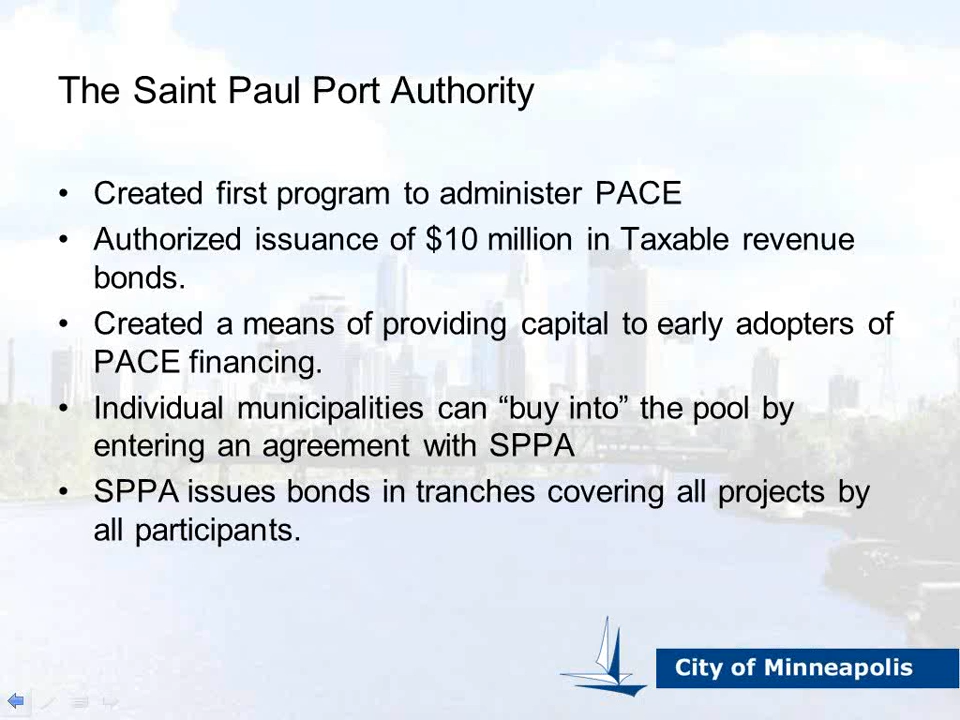 The Saint Paul Port Authority
• Created first program to administer PACE
• Authorized issuance of $10 million in Taxable revenue
bonds.
• Created a means of providing capital to early adopters of
PACE financing.
• Individual municipalities can “buy into” the pool by
entering an agreement with SPPA
• SPPA issues bonds in tranches covering all projects by
all participants.
City of Minneapolis